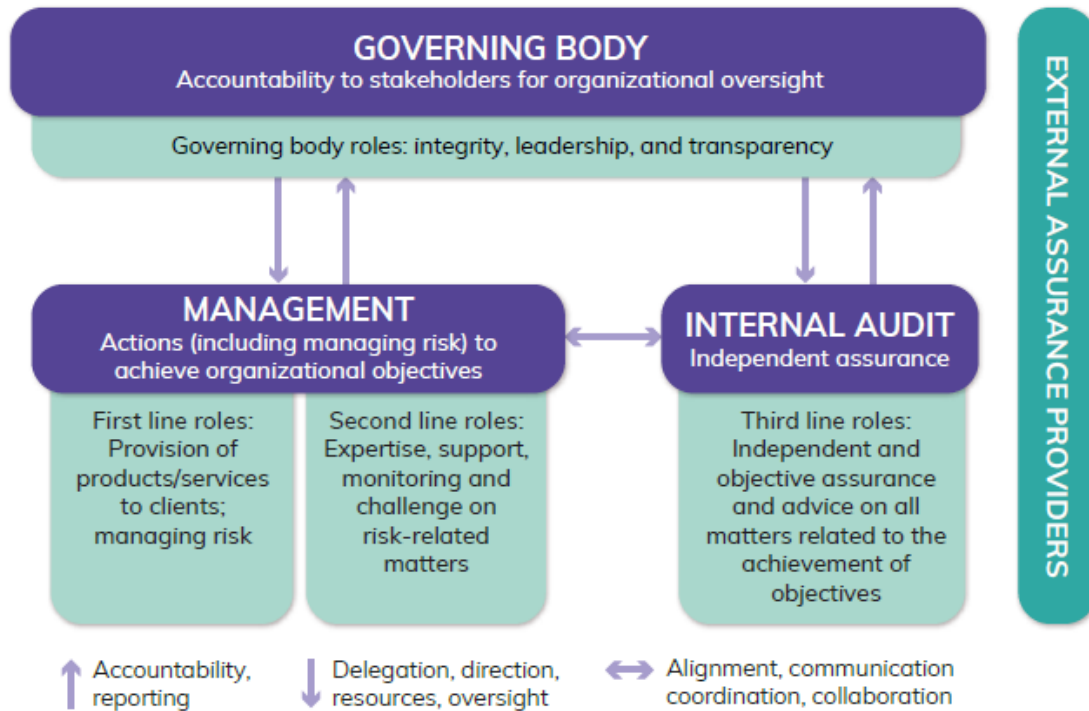 GOVERNING BODY
Accountability to stakeholders for organizational oversight
Governing body roles: integrity, leadership, and transparency
MANAGEMENT
Actions (including managing risk) to
achieve organizational objectives
First line roles:
Provision of
products/services
to clients;
managing risk
Second line roles:
Expertise, support,
monitoring and
challenge on
risk-related
matters
INTERNAL AUDIT
Independent assurance
Third line roles:
Independent and
objective assurance
and advice on all
matters related to the
achievement of
objectives
EXTERNAL ASSURANCE PROVIDERS
Accountability,
reporting
Delegation, direction,
resources, oversight
Alignment, communication
coordination, collaboration